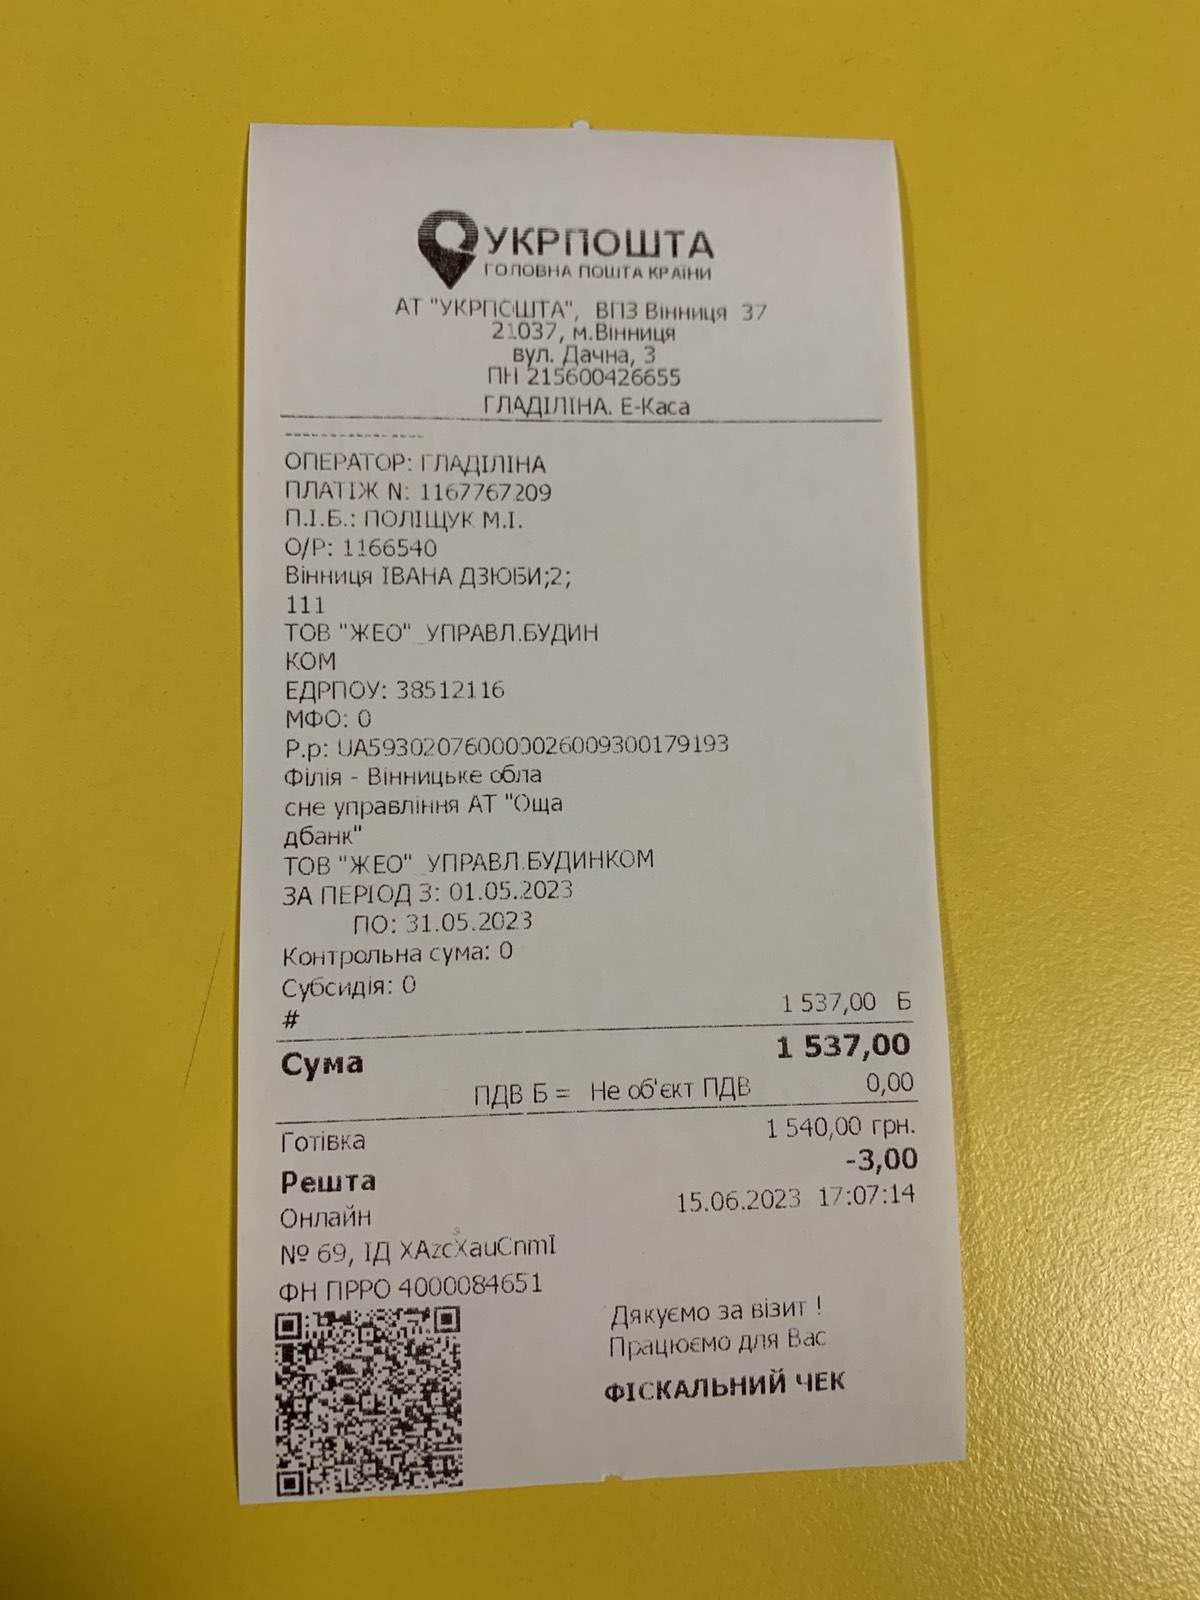 УКРПОШТА
ГОЛОВНА ПОШТА КРАЇНИ
АТ "УКРПОШТА", ВПЗ Вінниця 37
21037, м.Вінниця
вул. Дачна, 3
ПН 215600426655
ГЛАДІЛІНА. Е-Каса
----------------
ОПЕРАТОР: ГЛАДІЛІНА
ПЛАТІЖ N: 1167767209
П.І.Б.: ПОЛІЩУК М.І.
О/Р: 1166540
Вінниця ІВАНА ДЗЮБИ;2;
111
ТОВ "ЖЕО"_УПРАВЛ.БУДИН
КОМ
ЕДРПОУ: 38512116
МФО: 0
Р.р: UA593020760000026009300179193
Філія - Вінницьке обла
сне управління АТ "Оща
дбанк"
ТОВ "ЖЕО"_УПРАВЛ.БУДИНКОМ
ЗА ПЕРІОД З: 01.05.2023
ПО: 31.05.2023
Контрольна сума: 0
Субсидія: 0
# 1 537,00 Б
Сума 1 537,00
ПДВ Б = Не об'єкт ПДВ 0,00
Готівка 1 540,00 грн.
Решта -3,00
Онлайн 15.06.2023 17:07:14
№ 69, ІД XAzcXauCnmI
ФН ПРРО 4000084651
Дякуємо за візит !
Працюємо для Вас
ФІСКАЛЬНИЙ ЧЕК